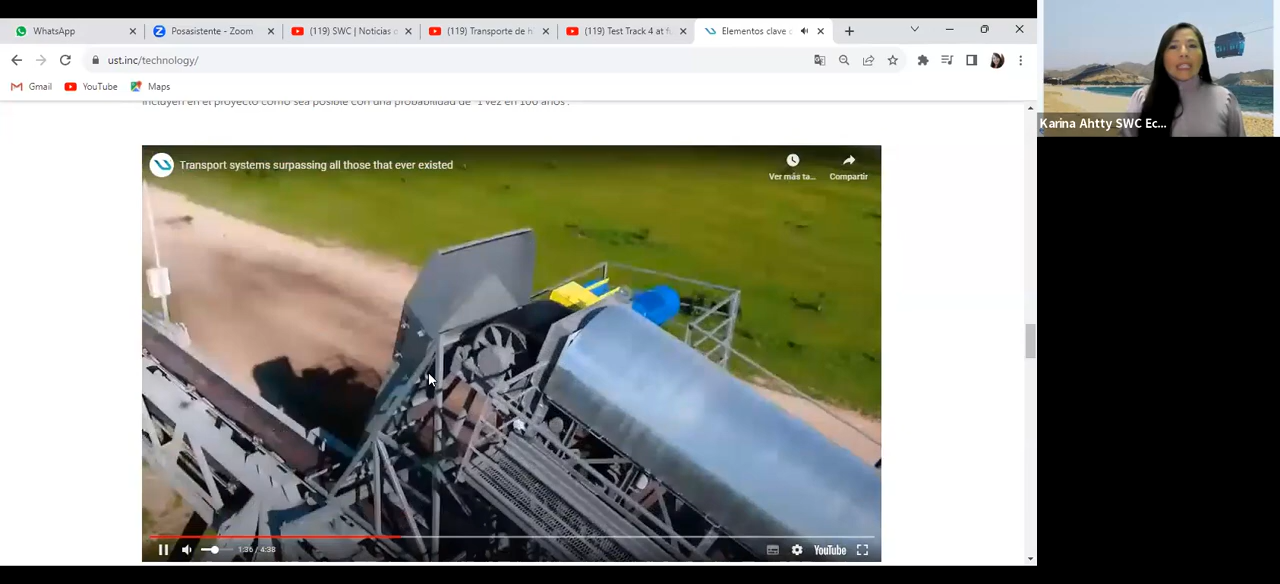 WhatsApp
Posasistente - Zoom
(119) SWC | Noticias c
(119) Transporte de h
(119) Test Track 4 at f
Elementos clave c
ust.inc/technology/
Gmail
YouTube
Maps
incluyen en el proyecto como sea posible con una probabilidad de "1 vez en 100 años".
Transport systems surpassing all those that ever existed
Ver más ta...
Compartir
1:36 / 4:38
YouTube
Karina Ahtty SWC Ec...